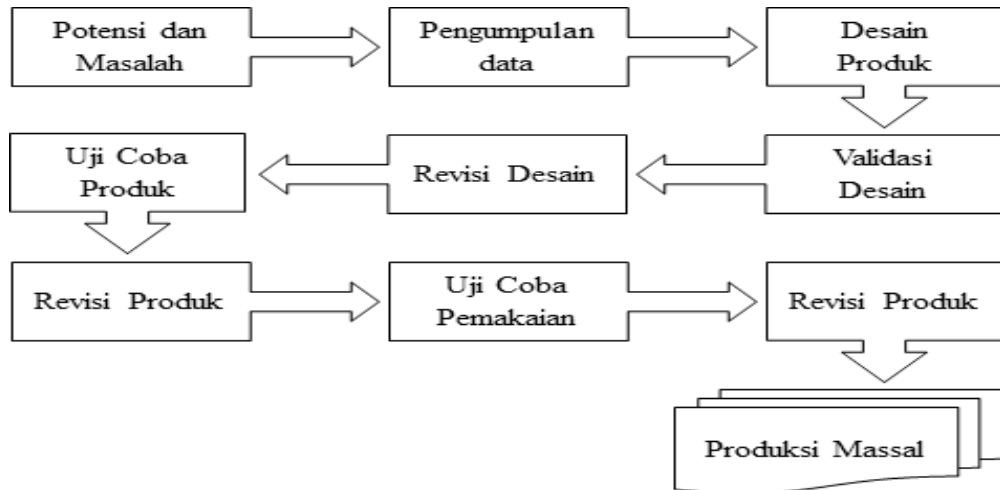 Potensi dan
Masalah
Pengumpulan
data
Desain
Produk
Validasi
Desain
Revisi Desain
Uji Coba
Produk
Revisi Produk
Uji Coba
Pemakaian
Revisi Produk
Produksi Massal